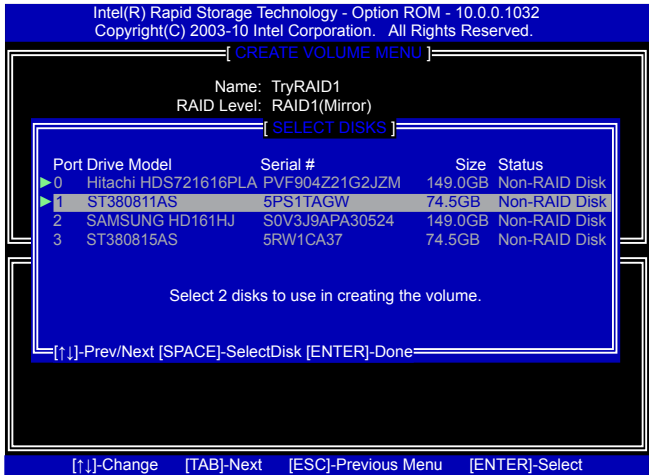 Intel(R) Rapid Storage Technology - Option ROM - 10.0.0.1032
Copyright(C) 2003-10 Intel Corporation. All Rights Reserved.
[ CREATE VOLUME MENU ]
Name: TryRAID1
RAID Level: RAID1(Mirror)
[ SELECT DISKS ]
Port Drive Model Serial # Size Status
0 Hitachi HDS721616PLA PVF904Z21G2JZM 149.0GB Non-RAID Disk
1 ST380811AS 5PS1TAGW 74.5GB Non-RAID Disk
2 SAMSUNG HD161HJ S0V3J9APA30524 149.0GB Non-RAID Disk
3 ST380815AS 5RW1CA37 74.5GB Non-RAID Disk
Select 2 disks to use in creating the volume.
[↑↓]-Prev/Next [SPACE]-SelectDisk [ENTER]-Done
[↑↓]-Change [TAB]-Next [ESC]-Previous Menu [ENTER]-Select